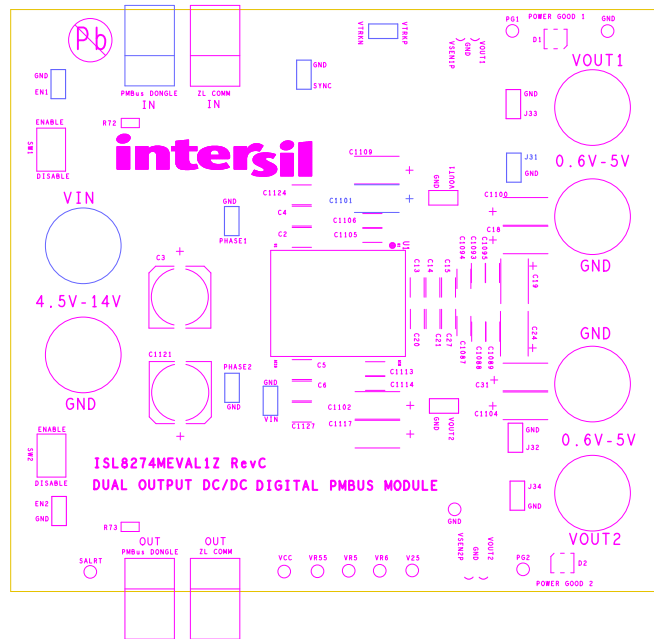 PG1
POWER GOOD 1
GND
D1
Pb
VTRKN
VTRKP
VSEN1P
GND
VOUT1
VOUT1
GND
EN1
GND
SYNC
PMBus DONGLE
ZL COMM
IN
IN
GND
J33
ENABLE
SW1
DISABLE
R72
intersil
C1109
J31
GND
0.6V-5V
VIN
C1124
C1101
GND
VOUT1
C1100
GND
PHASE1
C4
C1106
C2
C1105
C18
C3
U1
C13
C14
C15
C1094
C1093
C1095
C19
GND
4.5V-14V
C20
C21
C27
C1087
C1088
C1089
C24
GND
C1121
C5
C1113
PHASE2
GND
C6
C1114
C1103
C31
GND
GND
VIN
C1102
C1117
C1127
GND
VOUT2
C1104
GND
J32
0.6V-5V
ENABLE
SW2
DISABLE
ISL8274MEVAL1Z RevC
DUAL OUTPUT DC/DC DIGITAL PMBUS MODULE
J34
GND
EN2
GND
R73
GND
VSEN2P
GND
VOUT2
VOUT2
OUT
OUT
PMBus DONGLE
ZL COMM
SALRT
VCC
VR55
VR5
VR6
V25
PG2
D2
POWER GOOD 2